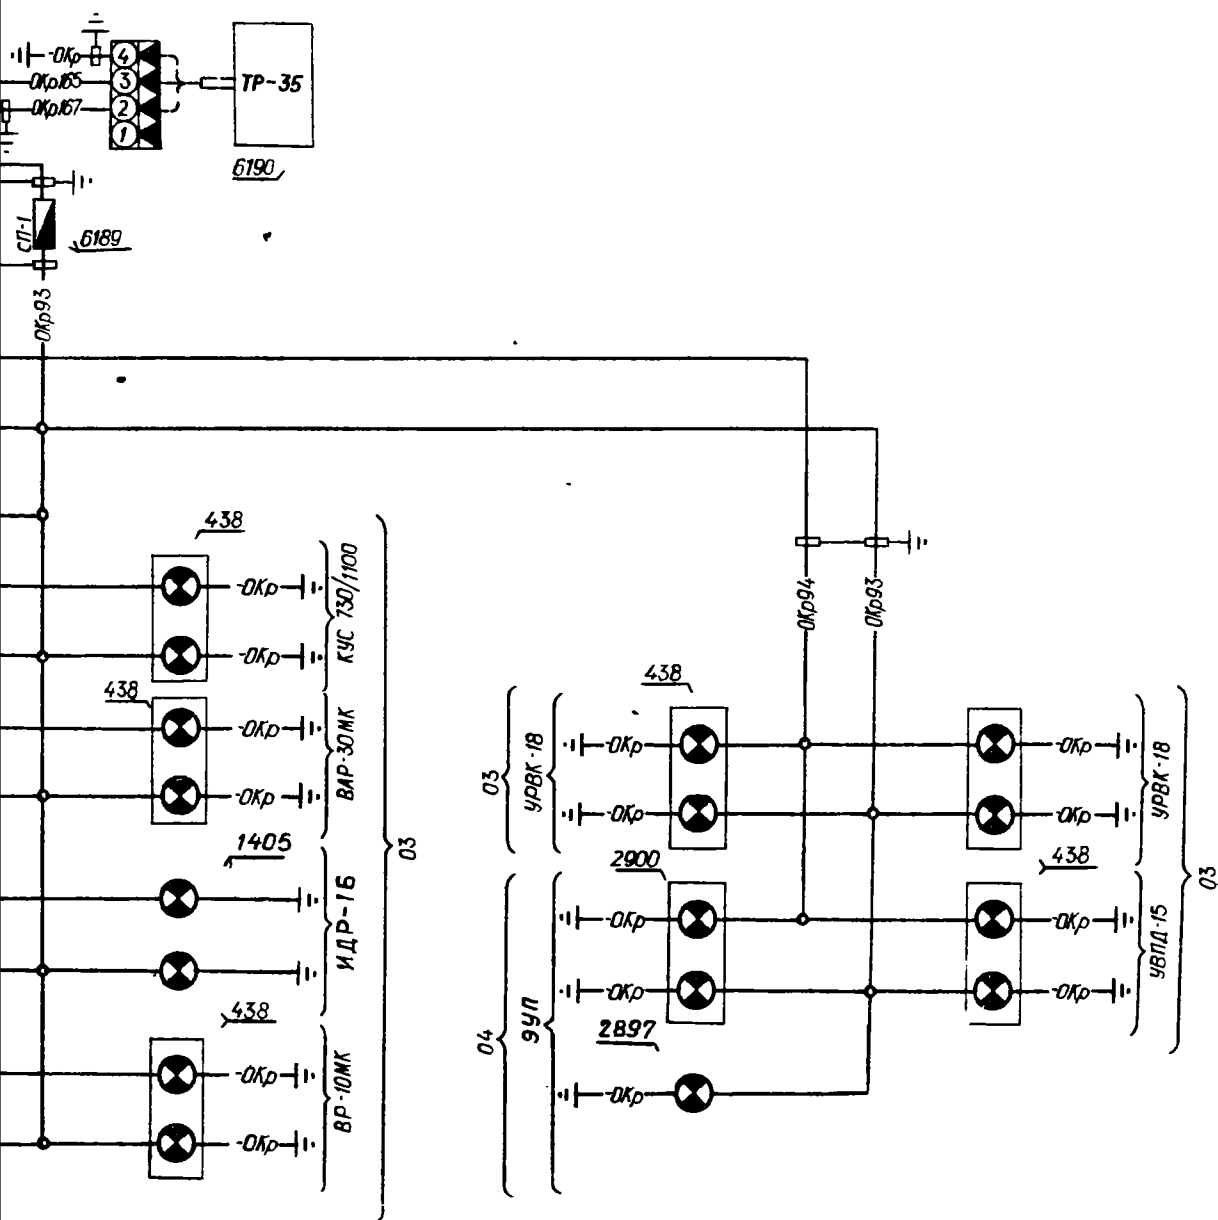 -ОКр
4
ОКр165
3
ТР-35
ОКр167
2
1
6190
СП-1
6189
ОКр93
438
-ОКр
-ОКр
КУС 730/1100
438
-ОКр
-ОКр
ВАР-30МК
1405
ИДР-1Б
03
438
-ОКр
-ОКр
ВР-10МК
ОКр94
ОКр93
438
03
УРВК-18
-ОКр
-ОКр
-ОКр
-ОКр
УРВК-18
2900
438
03
-ОКр
-ОКр
-ОКр
-ОКр
УВПД-15
04
9УП
2897
-ОКр